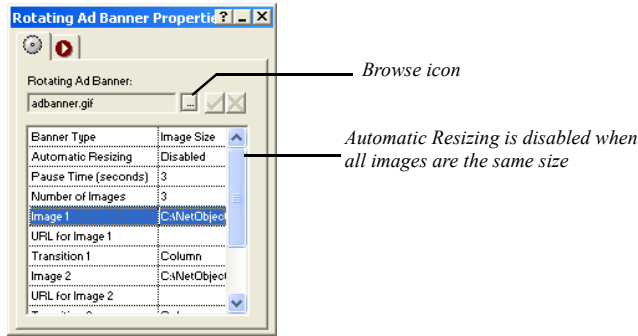 Rotating Ad Banner Properti
Rotating Ad Banner:
adbanner.gif
...
Browse icon
Banner Type Image Size
Automatic Resizing Disabled
Automatic Resizing is disabled when
all images are the same size
Pause Time (seconds) 3
Number of Images 3
Image 1 C:\NetObject
URL for Image 1
Transition 1 Column
Image 2 C:\NetObject
URL for Image 2